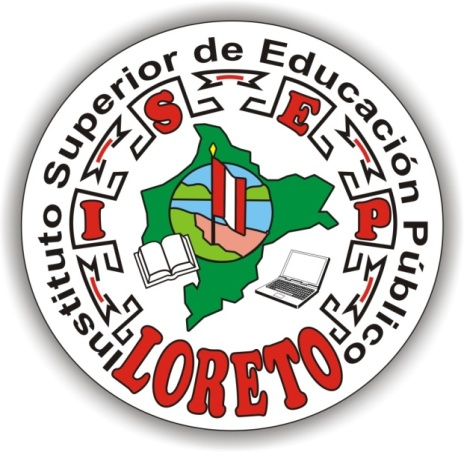 Instituto Superior de Educación Público
I S E P
LORETO